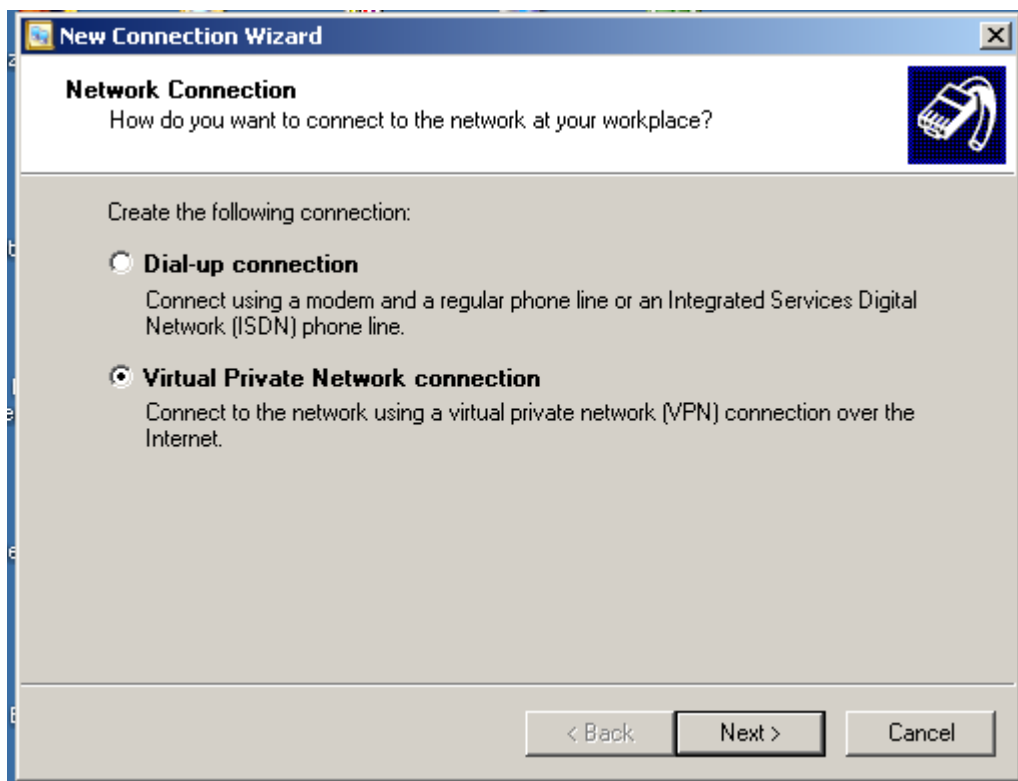 New Connection Wizard
Network Connection
How do you want to connect to the network at your workplace?
Create the following connection:
Dial-up connection
Connect using a modem and a regular phone line or an Integrated Services Digital
Network (ISDN) phone line.
Virtual Private Network connection
Connect to the network using a virtual private network (VPN) connection over the
Internet.
< Back
Next >
Cancel